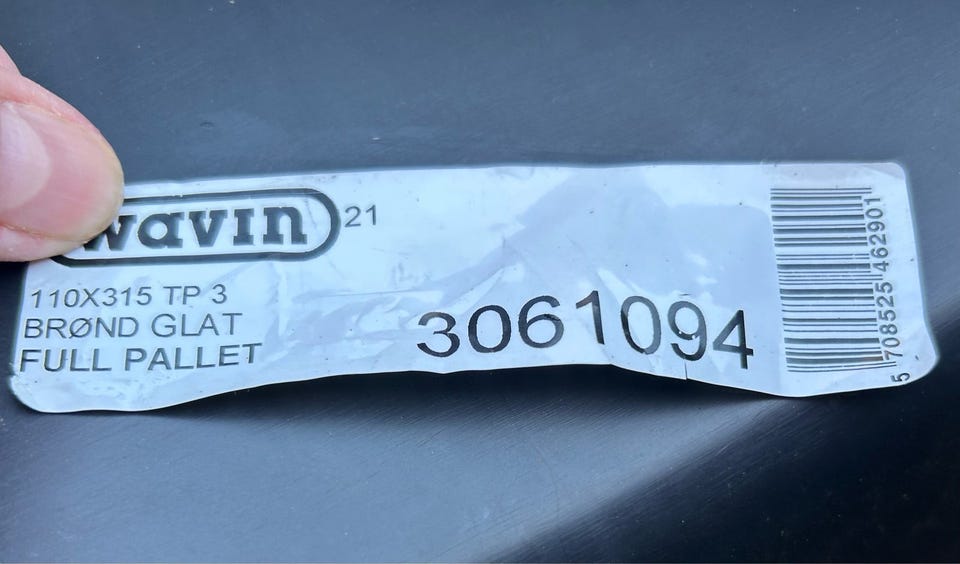 wavin 21
110X315 TP 3
BRØND GLAT
FULL PALLET
3061094
5 708525 462901